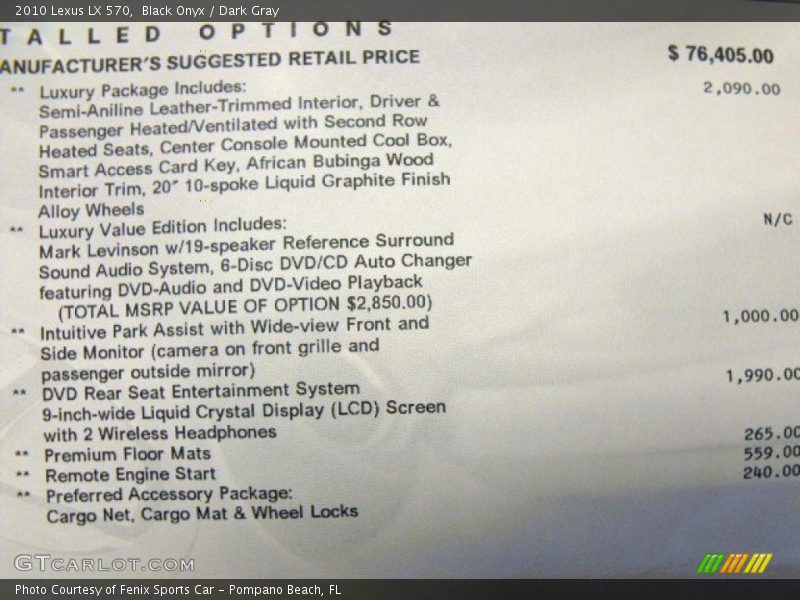 2010 Lexus LX 570, Black Onyx / Dark Gray
TALLED OPTIONS
ANUFACTURER'S SUGGESTED RETAIL PRICE $ 76,405.00
** Luxury Package Includes: 2,090.00
Semi-Aniline Leather-Trimmed Interior, Driver &
Passenger Heated/Ventilated with Second Row
Heated Seats, Center Console Mounted Cool Box,
Smart Access Card Key, African Bubinga Wood
Interior Trim, 20″ 10-spoke Liquid Graphite Finish
Alloy Wheels
** Luxury Value Edition Includes: N/C
Mark Levinson w/19-speaker Reference Surround
Sound Audio System, 6-Disc DVD/CD Auto Changer
featuring DVD-Audio and DVD-Video Playback
(TOTAL MSRP VALUE OF OPTION $2,850.00)
** Intuitive Park Assist with Wide-view Front and 1,000.00
Side Monitor (camera on front grille and
passenger outside mirror)
** DVD Rear Seat Entertainment System 1,990.00
9-inch-wide Liquid Crystal Display (LCD) Screen
with 2 Wireless Headphones
** Premium Floor Mats 265.00
** Remote Engine Start 559.00
** Preferred Accessory Package: 240.00
Cargo Net, Cargo Mat & Wheel Locks
GTCARLOT.COM
Photo Courtesy of Fenix Sports Car - Pompano Beach, FL